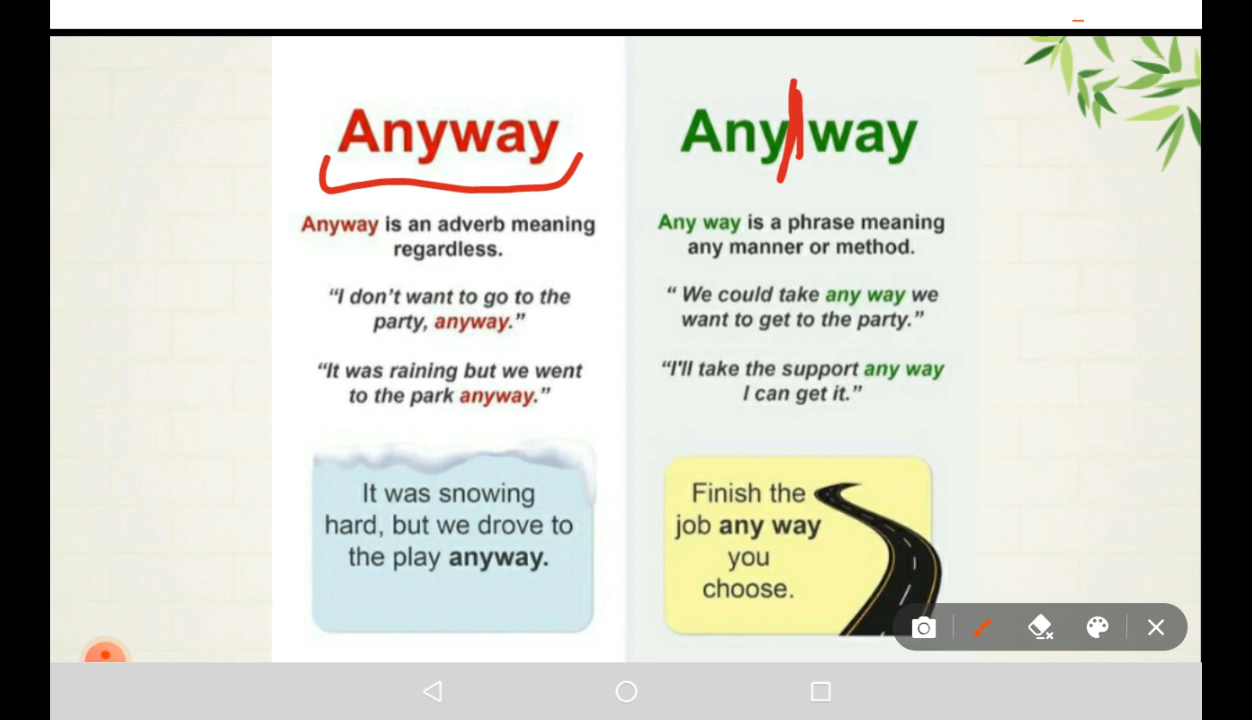 Anyway
Anyway is an adverb meaning
regardless.
“I don’t want to go to the
party, anyway.”
“It was raining but we went
to the park anyway.”
It was snowing
hard, but we drove to
the play anyway.
Any way
Any way is a phrase meaning
any manner or method.
“ We could take any way we
want to get to the party.”
“I'll take the support any way
I can get it.”
Finish the
job any way
you
choose.